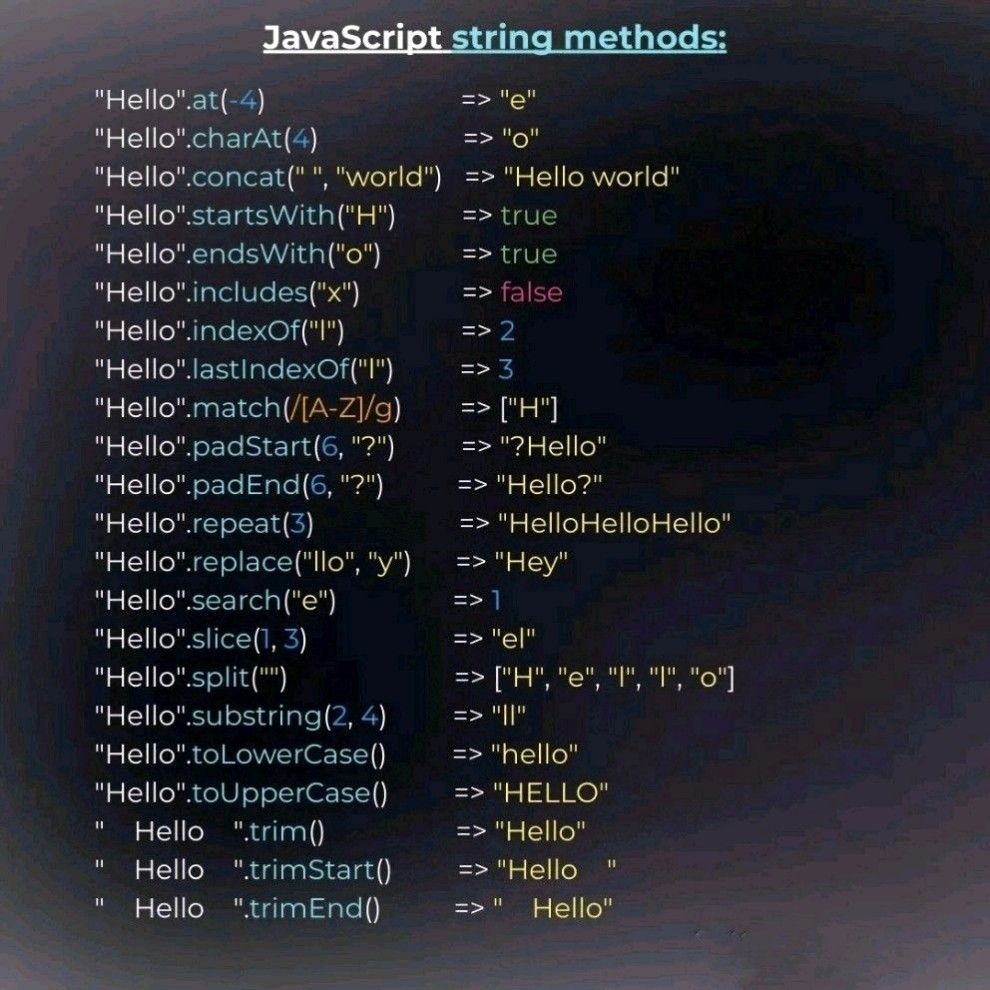 JavaScript string methods:
"Hello".at(-4) => "e"
"Hello".charAt(4) => "o"
"Hello".concat(" ", "world") => "Hello world"
"Hello".startsWith("H") => true
"Hello".endsWith("o") => true
"Hello".includes("x") => false
"Hello".indexOf("l") => 2
"Hello".lastIndexOf("l") => 3
"Hello".match(/[A-Z]/g) => ["H"]
"Hello".padStart(6, "?") => "?Hello"
"Hello".padEnd(6, "?") => "Hello?"
"Hello".repeat(3) => "HelloHelloHello"
"Hello".replace("llo", "y") => "Hey"
"Hello".search("e") => 1
"Hello".slice(1, 3) => "el"
"Hello".split("") => ["H", "e", "l", "l", "o"]
"Hello".substring(2, 4) => "ll"
"Hello".toLowerCase() => "hello"
"Hello".toUpperCase() => "HELLO"
"    Hello    ".trim() => "Hello"
"    Hello    ".trimStart() => "Hello    "
"    Hello    ".trimEnd() => "    Hello"